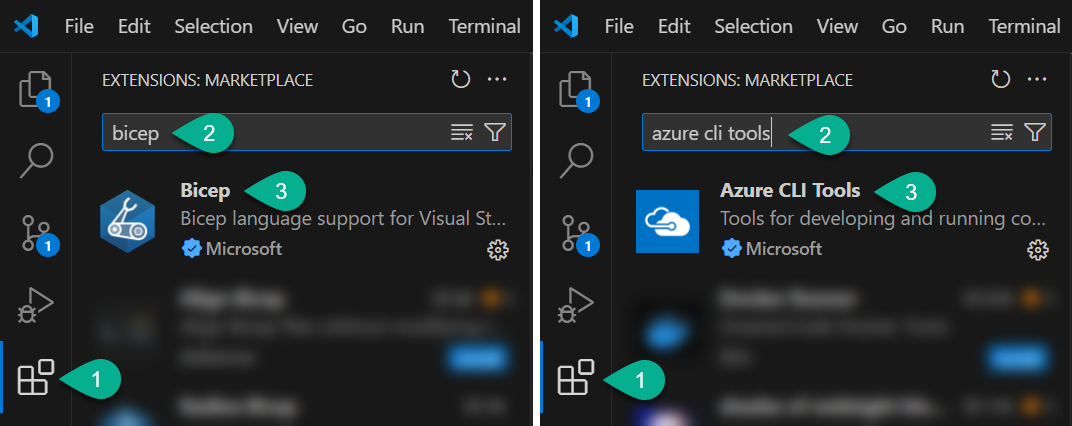 File Edit Selection View Go Run Terminal
EXTENSIONS: MARKETPLACE
1
bicep
2
Bicep
3
Bicep language support for Visual St...
Microsoft
1
1
File Edit Selection View Go Run Terminal
EXTENSIONS: MARKETPLACE
1
azure cli tools
2
Azure CLI Tools
3
Tools for developing and running co...
Microsoft
1
1